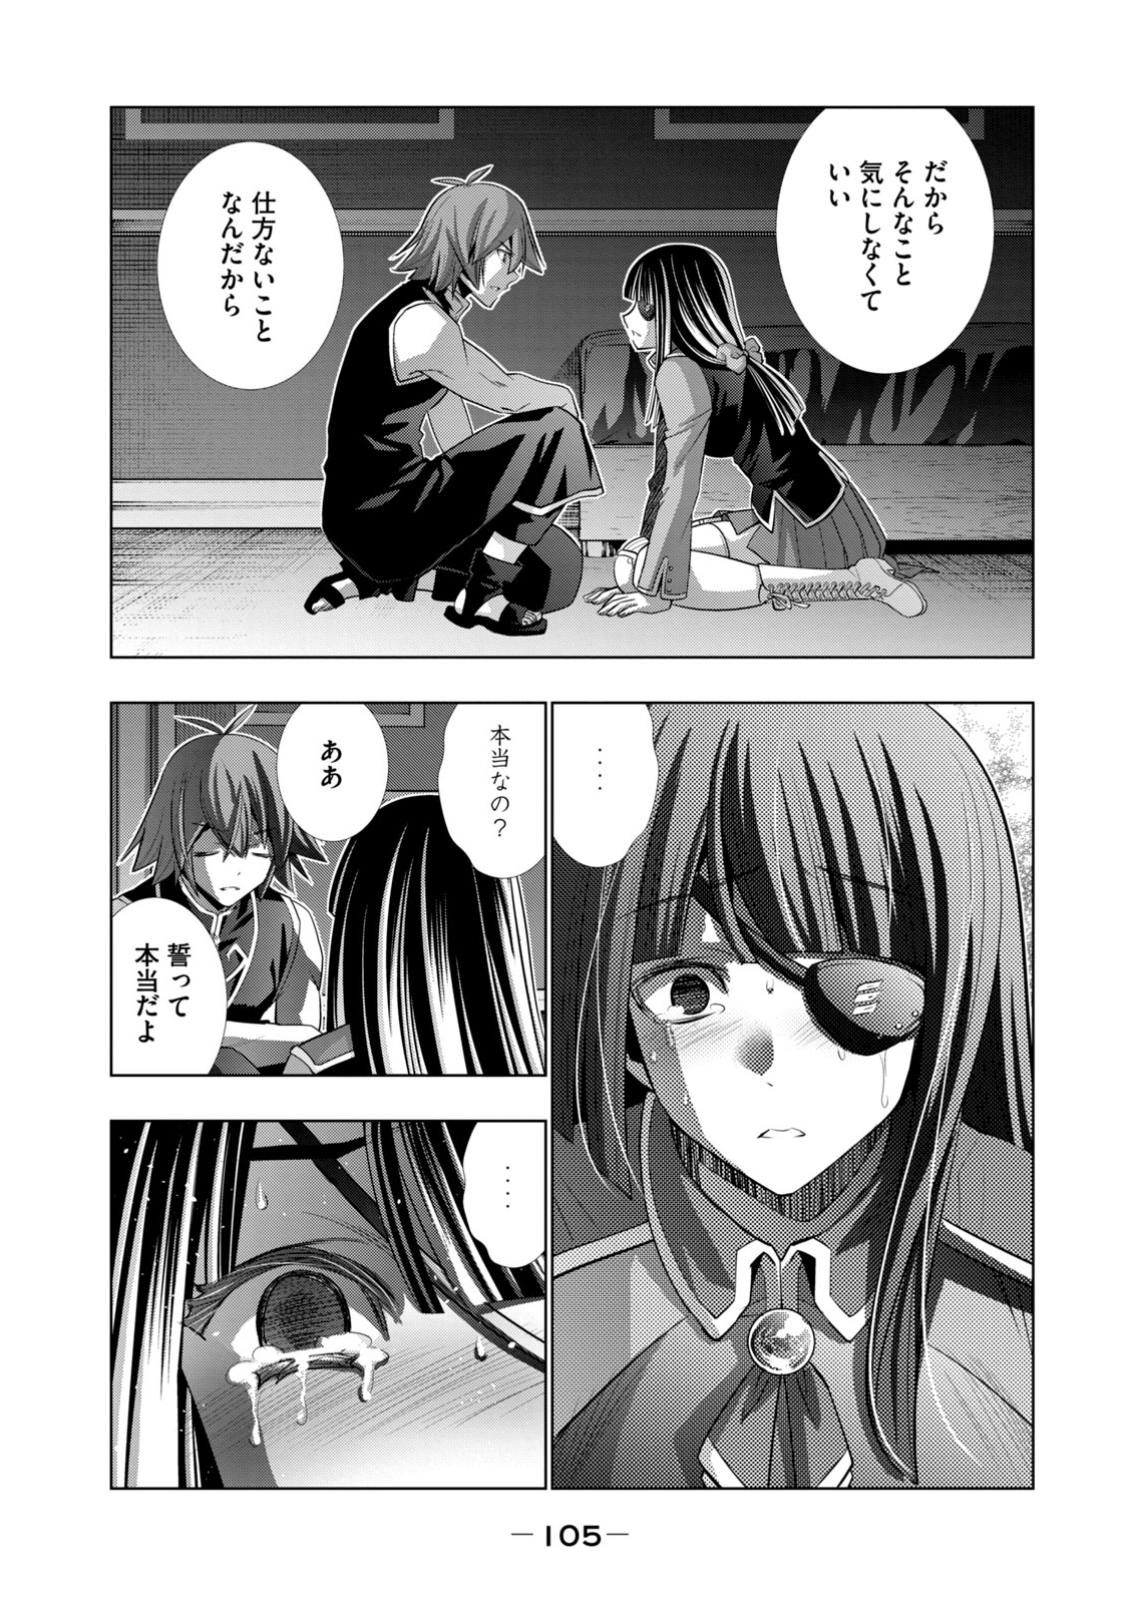 だから
そんなこと
気にしなくて
いい
仕方ないこと
なんだから
‥‥
本当なの？
ああ
誓って
本当だよ
‥‥
－105－